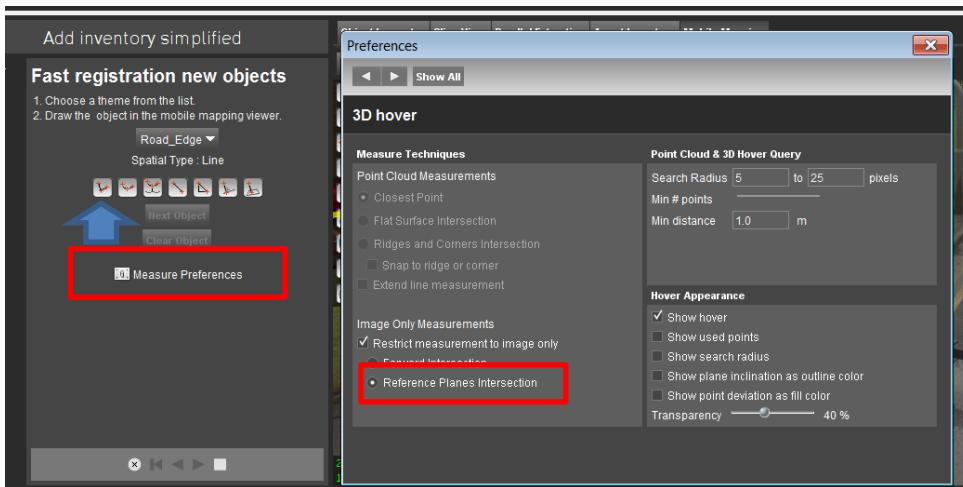 Add inventory simplified
Fast registration new objects
1. Choose a theme from the list.
2. Draw the object in the mobile mapping viewer.
Road_Edge
Spatial Type : Line
Next Object
Clear Object
Measure Preferences
Preferences
Show All
3D hover
Measure Techniques
Point Cloud Measurements
Closest Point
Flat Surface Intersection
Ridges and Corners Intersection
Snap to ridge or corner
Extend line measurement
Image Only Measurements
Restrict measurement to image only
Forward Intersection
Reference Planes Intersection
Point Cloud & 3D Hover Query
Search Radius 5 to 25 pixels
Min # points
Min distance 1.0 m
Hover Appearance
Show hover
Show used points
Show search radius
Show plane inclination as outline color
Show point deviation as fill color
Transparency 40 %